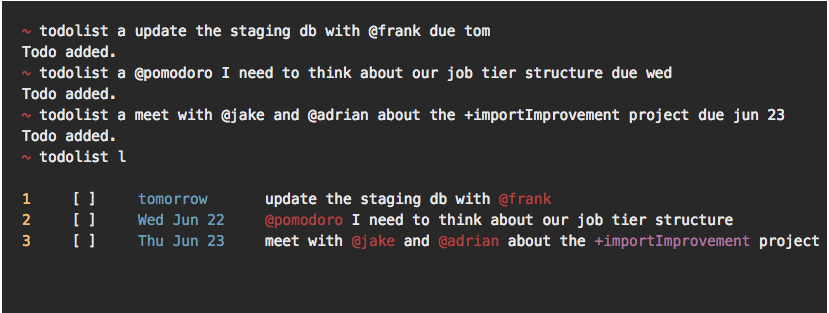 ~ todolist a update the staging db with @frank due tom
Todo added.
~ todolist a @pomodoro I need to think about our job tier structure due wed
Todo added.
~ todolist a meet with @jake and @adrian about the +importImprovement project due jun 23
Todo added.
~ todolist l
1 [ ] tomorrow update the staging db with @frank
2 [ ] Wed Jun 22 @pomodoro I need to think about our job tier structure
3 [ ] Thu Jun 23 meet with @jake and @adrian about the +importImprovement project